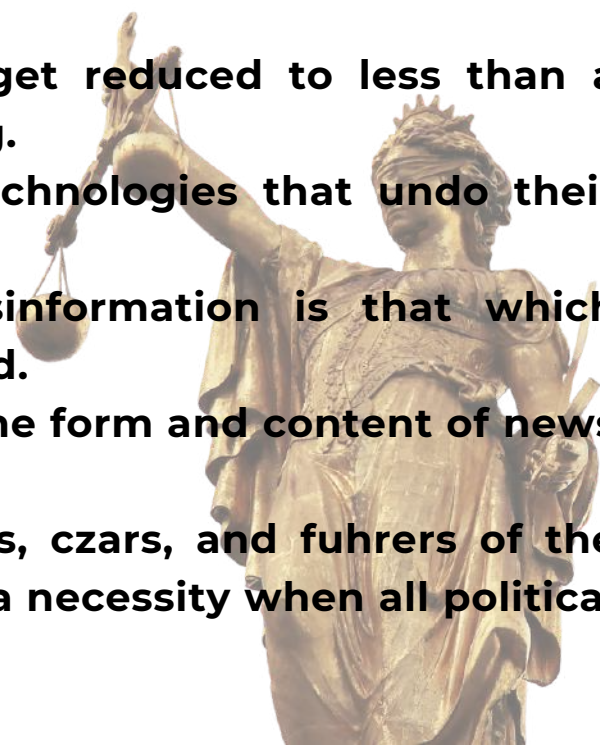 get reduced to less than a
g.
chnologies that undo thei
sinformation is that which
d.
ne form and content of news
s, czars, and fuhrers of the
a necessity when all politica